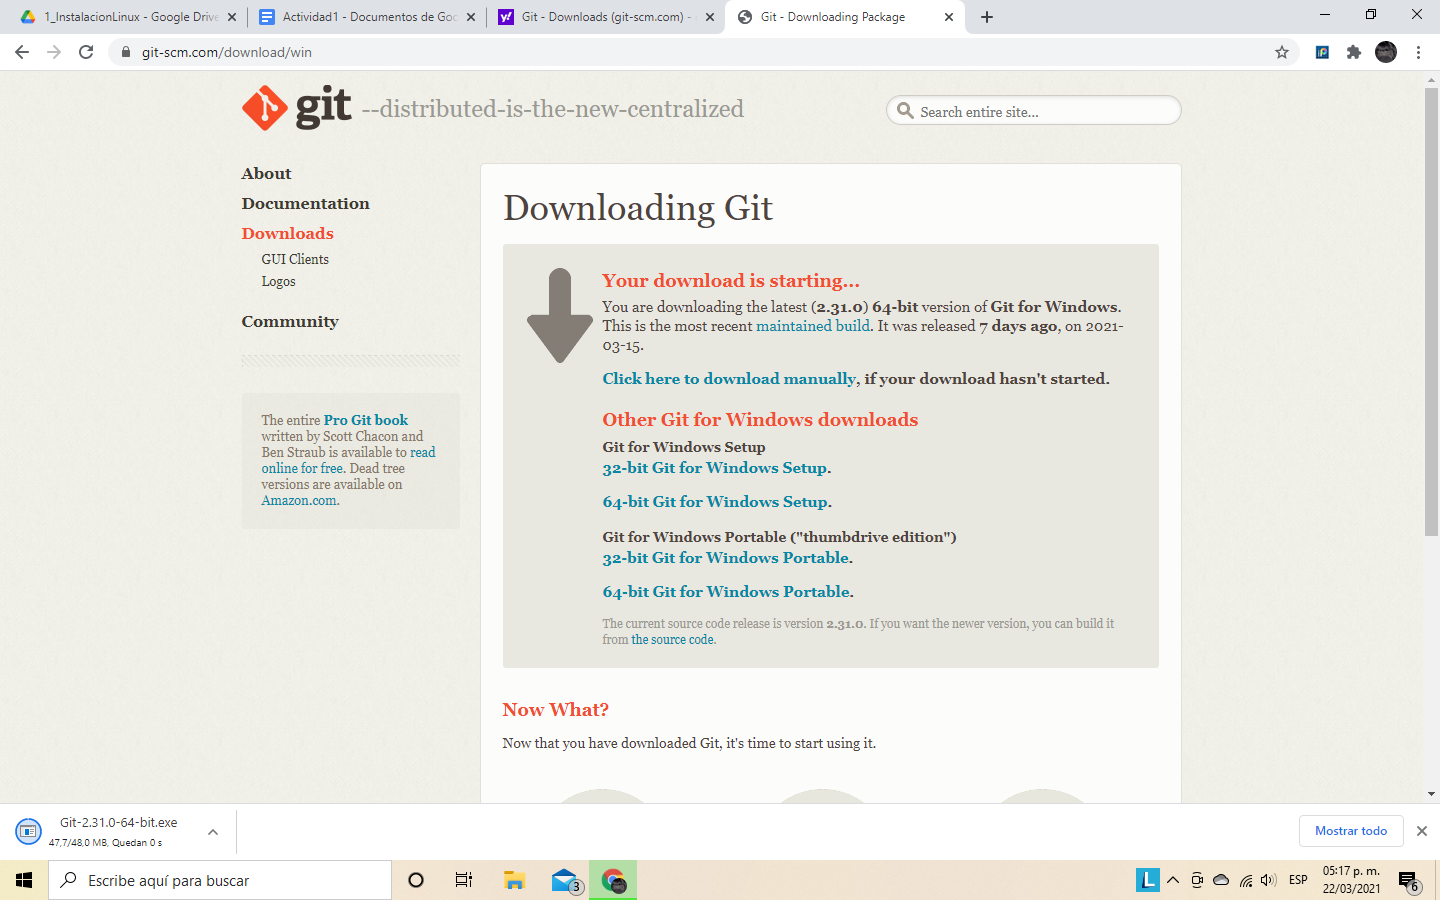 1_InstalacionLinux - Google Drive
Actividad1 - Documentos de Goo
Git - Downloads (git-scm.com) -
Git - Downloading Package
git-scm.com/download/win
git --distributed-is-the-new-centralized
Search entire site...
About
Documentation
Downloads
GUI Clients
Logos
Community
The entire Pro Git book
written by Scott Chacon and
Ben Straub is available to read
online for free. Dead tree
versions are available on
Amazon.com.
Downloading Git
Your download is starting...
You are downloading the latest (2.31.0) 64-bit version of Git for Windows.
This is the most recent maintained build. It was released 7 days ago, on 2021-
03-15.
Click here to download manually, if your download hasn't started.
Other Git for Windows downloads
Git for Windows Setup
32-bit Git for Windows Setup.
64-bit Git for Windows Setup.
Git for Windows Portable ("thumbdrive edition")
32-bit Git for Windows Portable.
64-bit Git for Windows Portable.
The current source code release is version 2.31.0. If you want the newer version, you can build it
from the source code.
Now What?
Now that you have downloaded Git, it's time to start using it.
Git-2.31.0-64-bit.exe
47,7/48,0 MB, Quedan 0 s
Mostrar todo
Escribe aquí para buscar
3
L
ESP
05:17 p. m.
22/03/2021
6